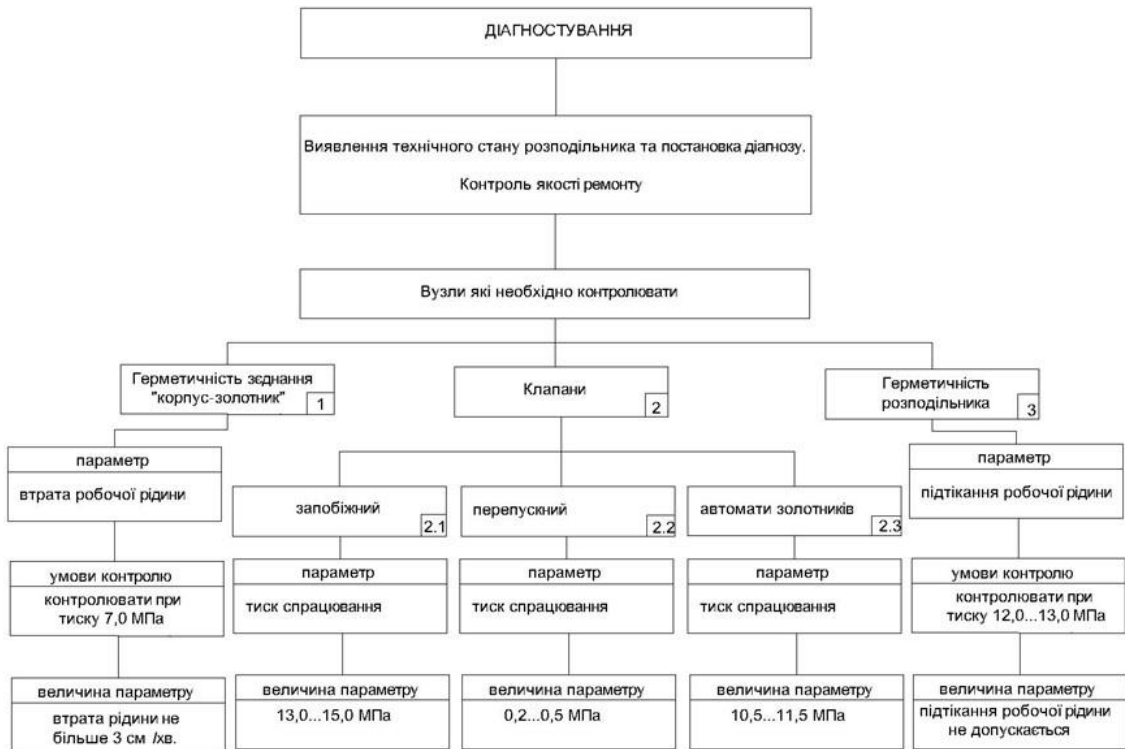 ДІАГНОСТУВАННЯ
Виявлення технічного стану розподільника та постановка діагнозу.
Контроль якості ремонту
Вузли які необхідно контролювати
Герметичність зєднання
"корпус-золотник"
1
Клапани
2
Герметичність
розподільника
3
параметр
втрата робочої рідини
запобіжний
2.1
перепускний
2.2
автомати золотників
2.3
параметр
підтікання робочої рідини
умови контролю
контролювати при
тиску 7,0 МПа
параметр
тиск спрацювання
параметр
тиск спрацювання
параметр
тиск спрацювання
умови контролю
контролювати при
тиску 12,0...13,0 МПа
величина параметру
втрата рідини не
більше 3 см /хв.
величина параметру
13,0...15,0 МПа
величина параметру
0,2...0,5 МПа
величина параметру
10,5...11,5 МПа
величина параметру
підтікання робочої рідини
не допускається